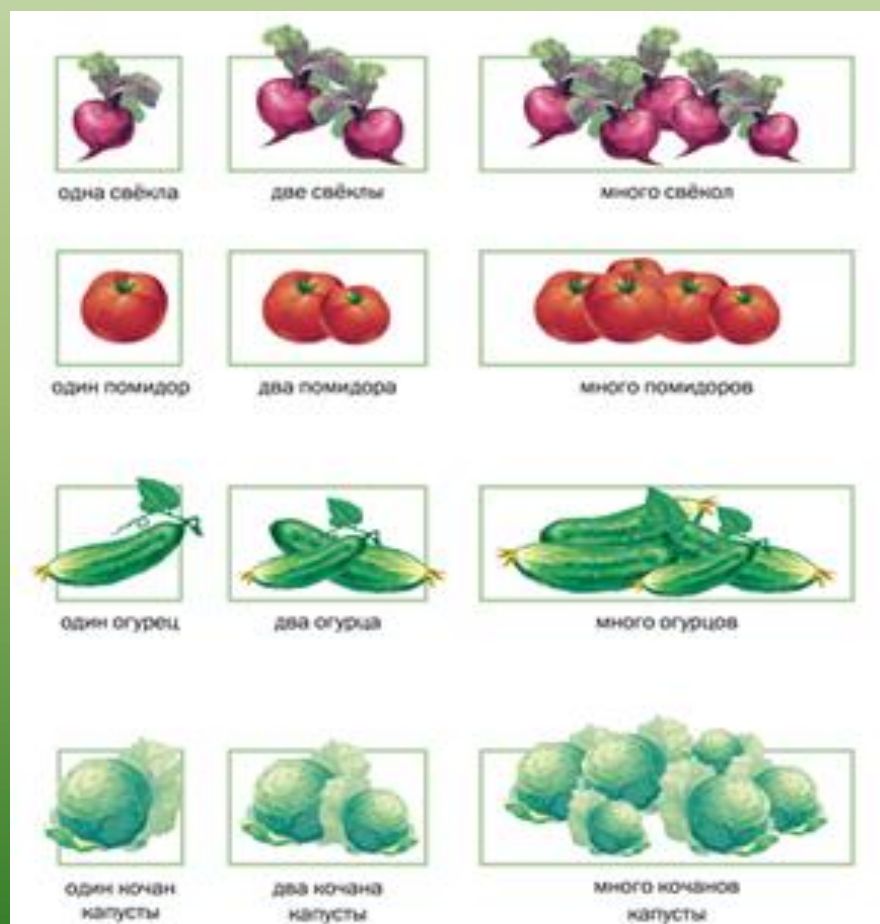 одна свёкла
две свёклы
много свёкол
один помидор
два помидора
много помидоров
один огурец
два огурца
много огурцов
один кочан
капусты
два кочана
капусты
много кочанов
капусты